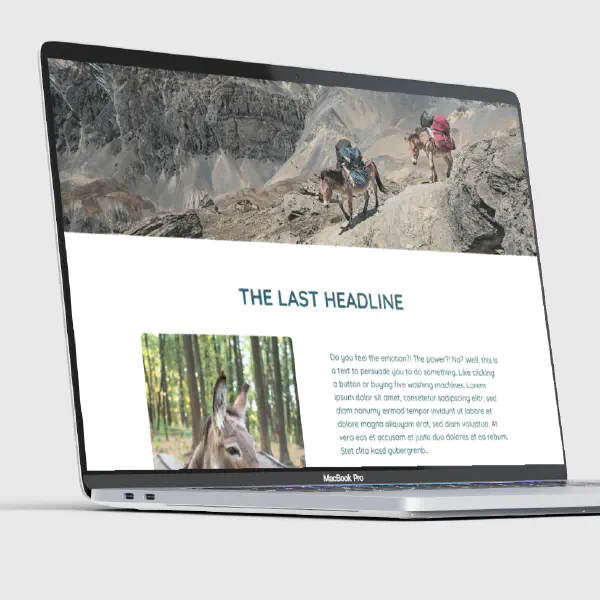 THE LAST HEADLINE
Do you feel the emotion?! The power?! No? Well, this is
a text to persuade you to do something. Like clicking
a button or buying five washing machines. Lorem
ipsum dolor sit amet, consetetur sadipscing elitr, sed
diam nonumy eirmod tempor invidunt ut labore et
dolore magna aliquyam erat, sed diam voluptua. At
vero eos et accusam et justo duo dolores et ea rebum.
Stet clita kasd gubergrenb...
MacBook Pro